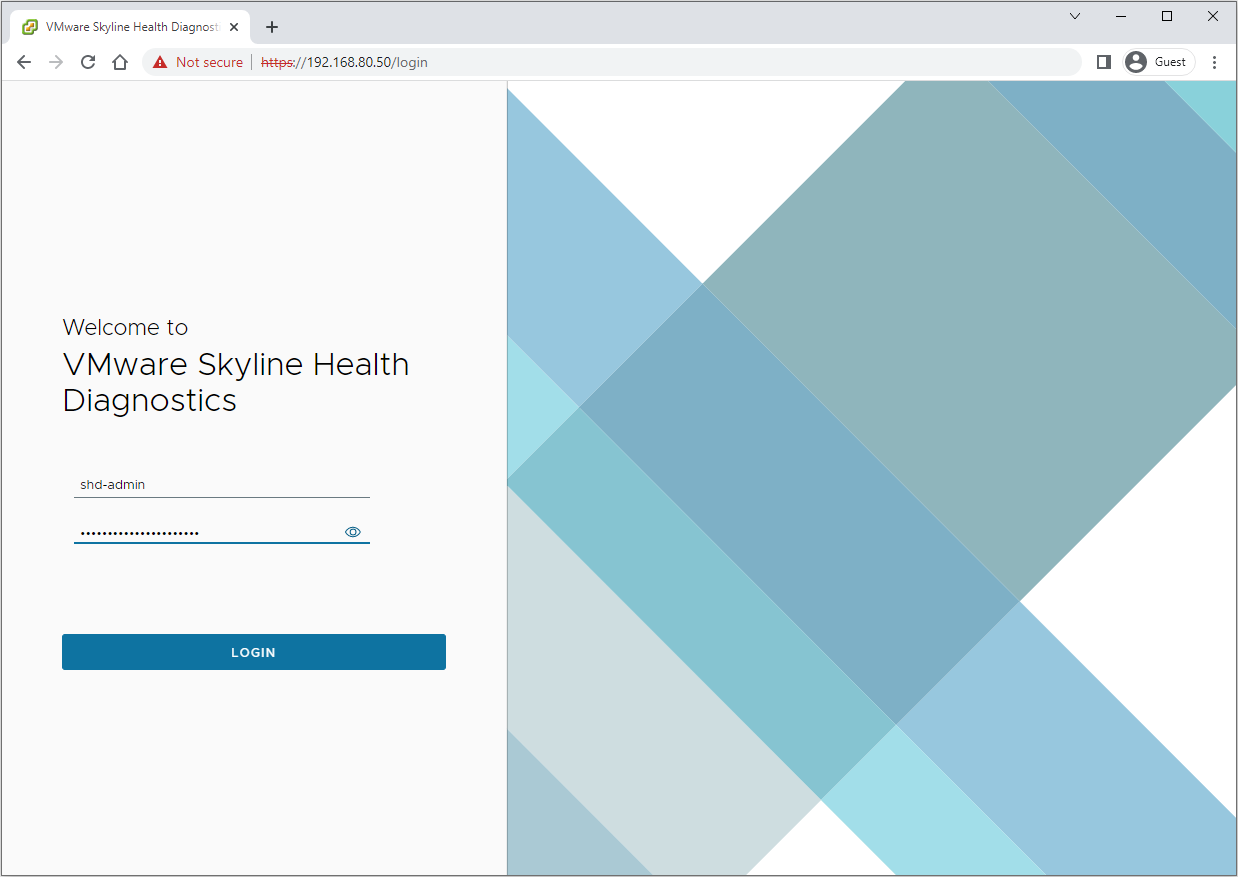 VMware Skyline Health Diagnost
Not secure https://192.168.80.50/login Guest
Welcome to
VMware Skyline Health
Diagnostics
shd-admin
••••••••••••••••••••••
LOGIN